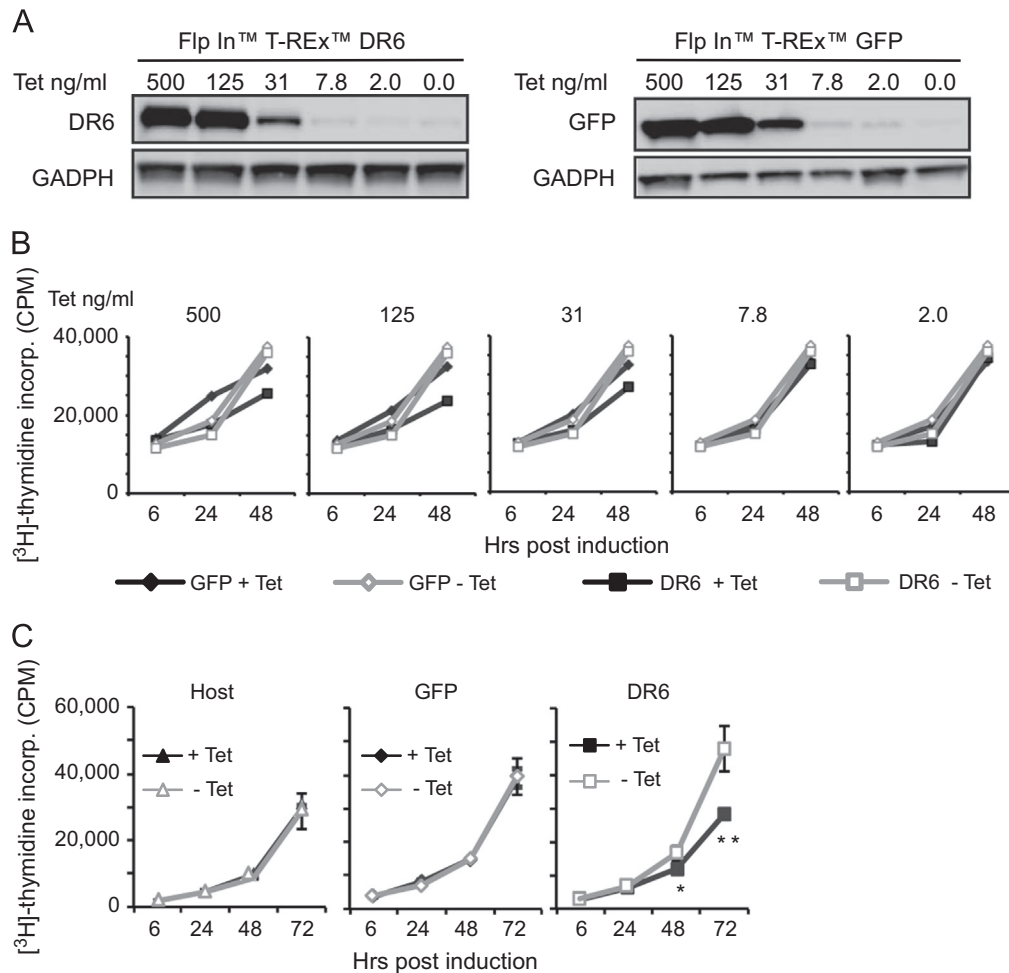 A
Flp In™ T-REx™ DR6
Flp In™ T-REx™ GFP
Tet ng/ml 500 125 31 7.8 2.0 0.0
Tet ng/ml 500 125 31 7.8 2.0 0.0
DR6
GFP
GADPH
GADPH
B
Tet ng/ml
500 125 31 7.8 2.0
[³H]-thymidine incorp. (CPM)
40,000
20,000
0
6 24 48 6 24 48 6 24 48 6 24 48 6 24 48
Hrs post induction
GFP + Tet GFP - Tet DR6 + Tet DR6 - Tet
C
[³H]-thymidine incorp. (CPM)
Host GFP DR6
60,000
40,000
20,000
0
+ Tet + Tet + Tet
- Tet - Tet - Tet
*
* *
6 24 48 72 6 24 48 72 6 24 48 72
Hrs post induction